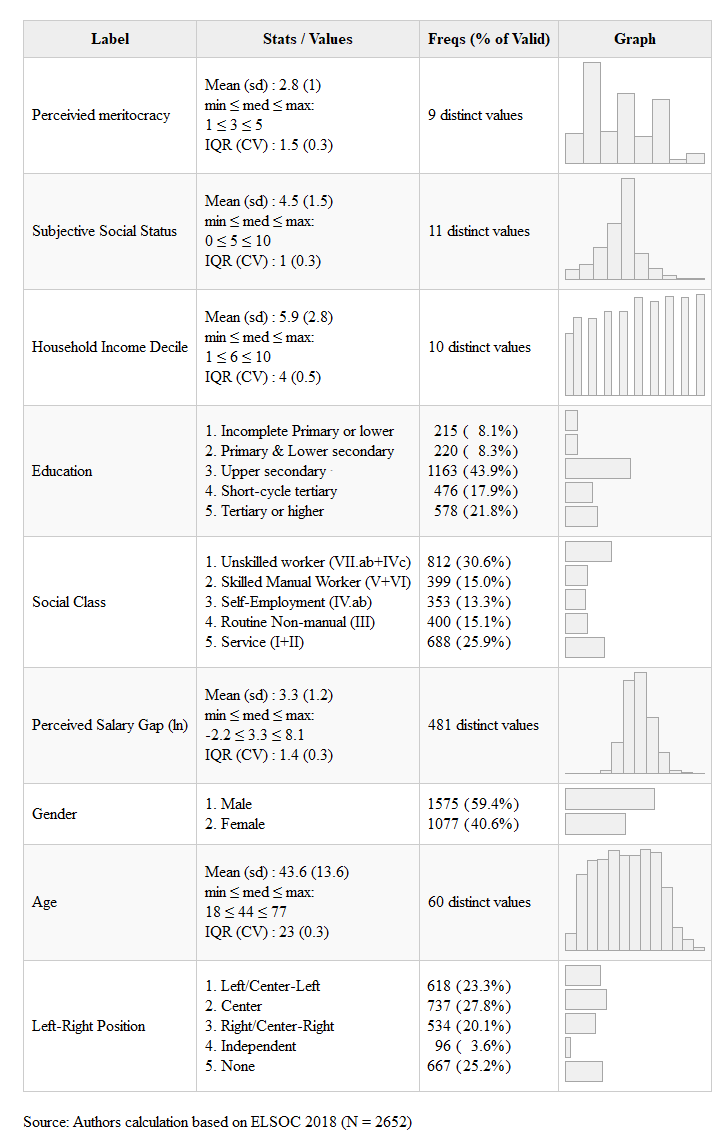 Label Stats / Values Freqs (% of Valid) Graph
Perceivied meritocracy
Mean (sd) : 2.8 (1)
min ≤ med ≤ max:
1 ≤ 3 ≤ 5
IQR (CV) : 1.5 (0.3)
9 distinct values
Subjective Social Status
Mean (sd) : 4.5 (1.5)
min ≤ med ≤ max:
0 ≤ 5 ≤ 10
IQR (CV) : 1 (0.3)
11 distinct values
Household Income Decile
Mean (sd) : 5.9 (2.8)
min ≤ med ≤ max:
1 ≤ 6 ≤ 10
IQR (CV) : 4 (0.5)
10 distinct values
Education
1. Incomplete Primary or lower 215 ( 8.1%)
2. Primary & Lower secondary 220 ( 8.3%)
3. Upper secondary 1163 (43.9%)
4. Short-cycle tertiary 476 (17.9%)
5. Tertiary or higher 578 (21.8%)
Social Class
1. Unskilled worker (VII.ab+IVc) 812 (30.6%)
2. Skilled Manual Worker (V+VI) 399 (15.0%)
3. Self-Employment (IV.ab) 353 (13.3%)
4. Routine Non-manual (III) 400 (15.1%)
5. Service (I+II) 688 (25.9%)
Perceived Salary Gap (ln)
Mean (sd) : 3.3 (1.2)
min ≤ med ≤ max:
-2.2 ≤ 3.3 ≤ 8.1
IQR (CV) : 1.4 (0.3)
481 distinct values
Gender
1. Male 1575 (59.4%)
2. Female 1077 (40.6%)
Age
Mean (sd) : 43.6 (13.6)
min ≤ med ≤ max:
18 ≤ 44 ≤ 77
IQR (CV) : 23 (0.3)
60 distinct values
Left-Right Position
1. Left/Center-Left 618 (23.3%)
2. Center 737 (27.8%)
3. Right/Center-Right 534 (20.1%)
4. Independent 96 ( 3.6%)
5. None 667 (25.2%)
Source: Authors calculation based on ELSOC 2018 (N = 2652)